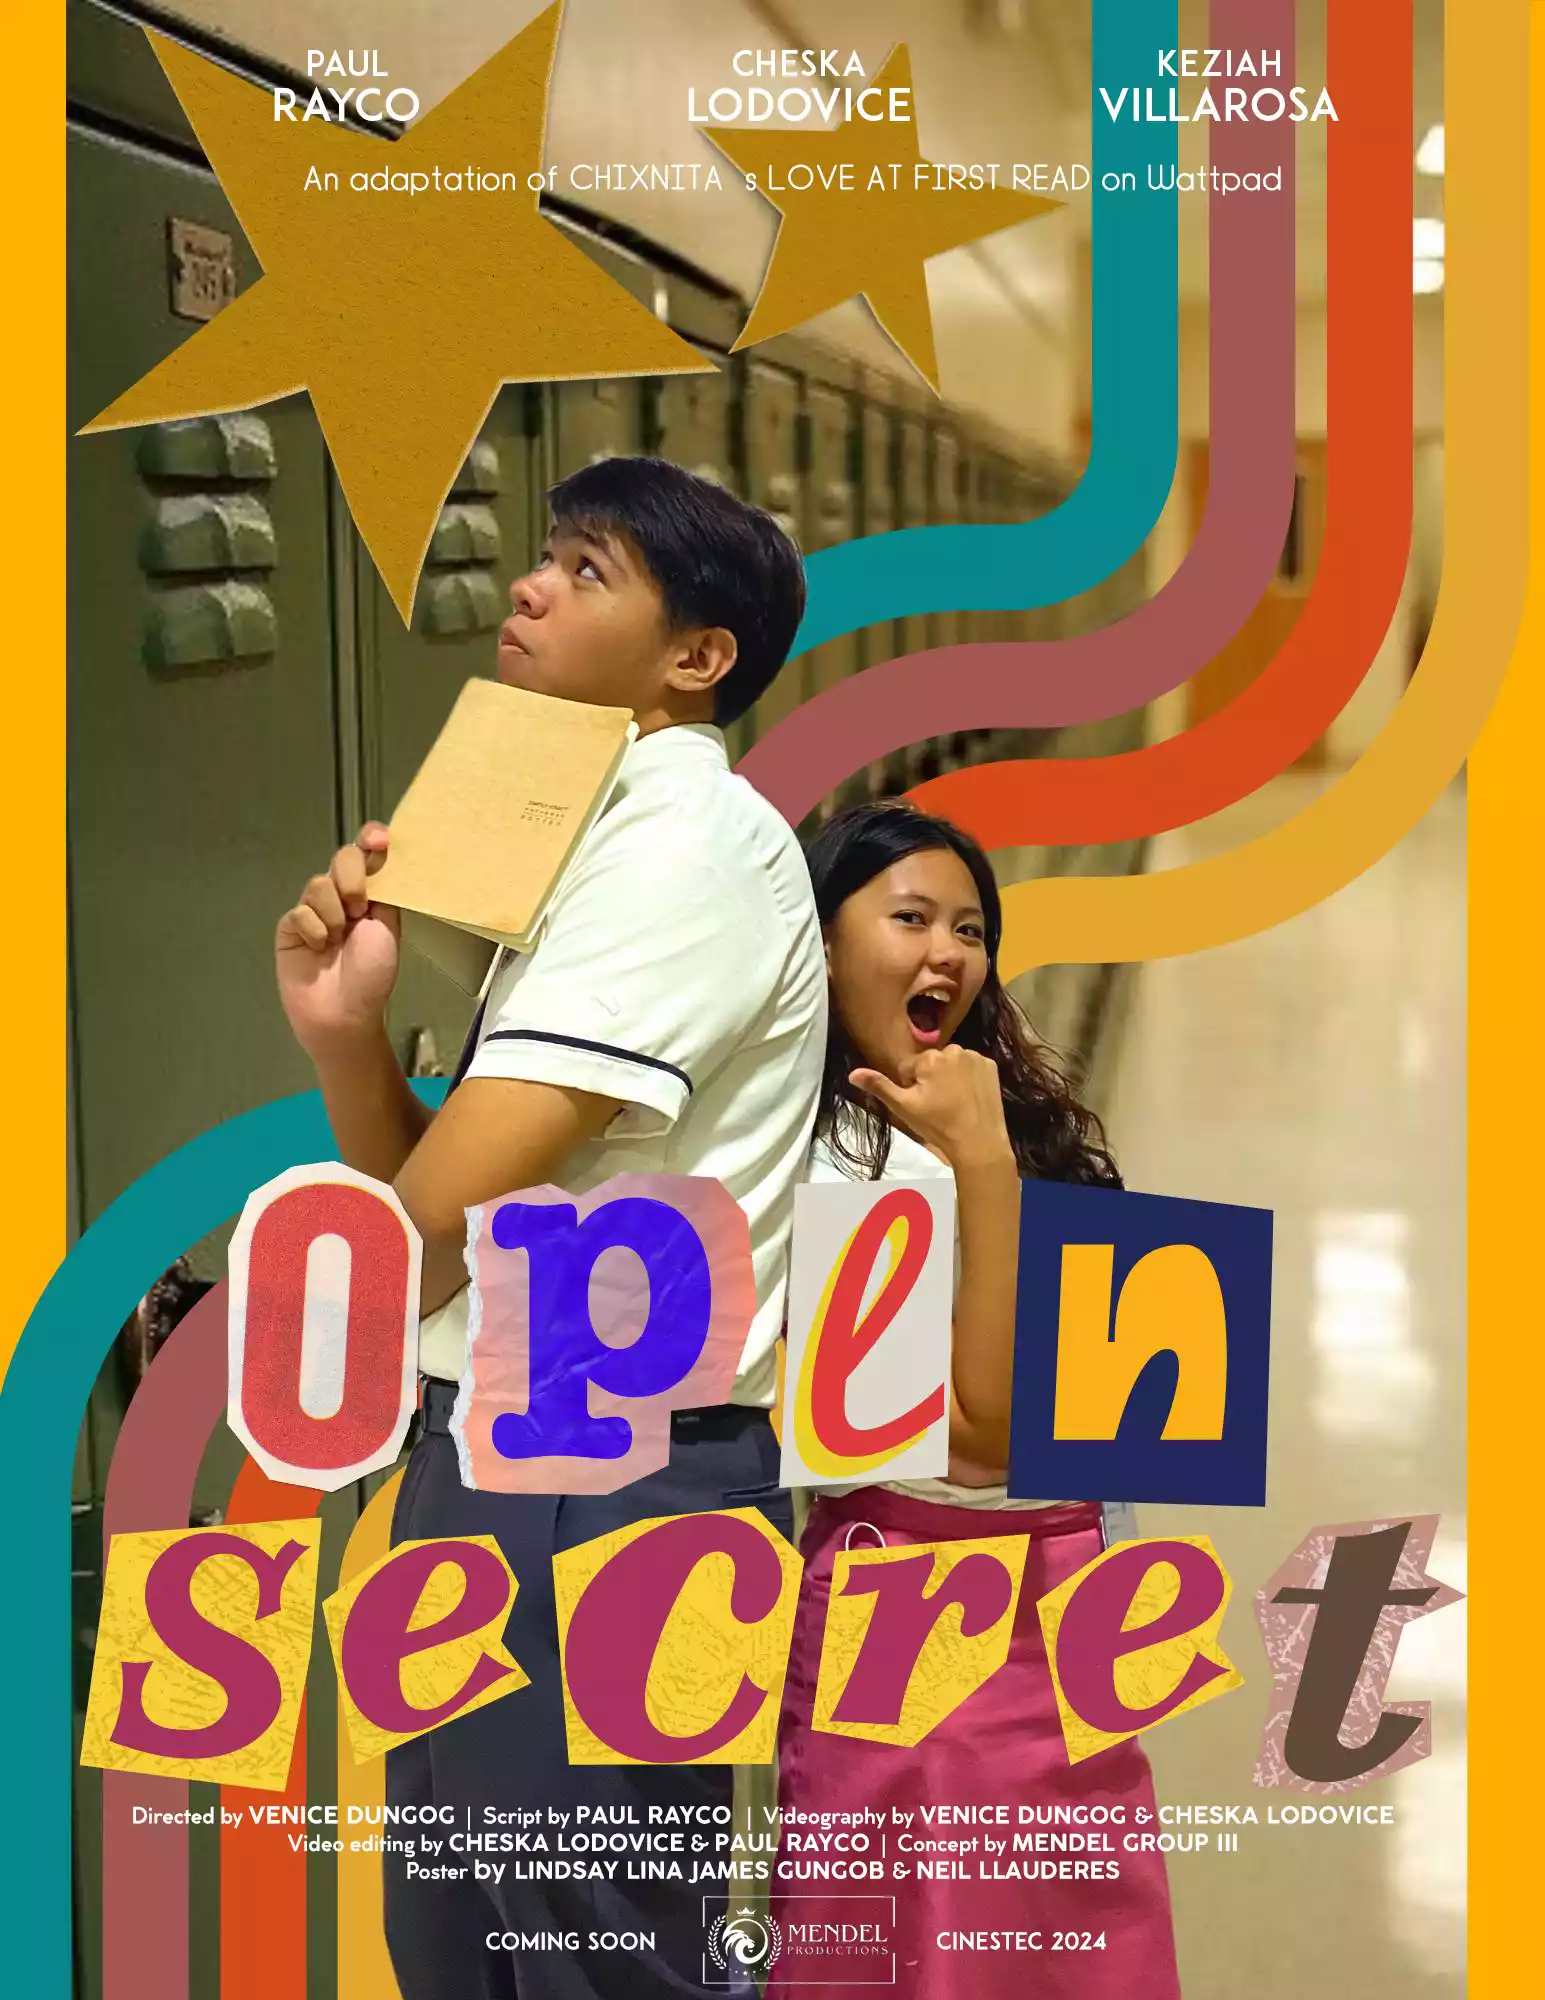 PAUL RAYCO
CHESKA LODOVICE
KEZIAH VILLAROSA
An adaptation of CHIXNITA s LOVE AT FIRST READ on Wattpad
open
secret
Directed by VENICE DUNGOG | Script by PAUL RAYCO | Videography by VENICE DUNGOG & CHESKA LODOVICE
Video editing by CHESKA LODOVICE & PAUL RAYCO | Concept by MENDEL GROUP III
Poster by LINDSAY LINA JAMES GUNGOB & NEIL LLAUDERES
COMING SOON
MENDEL
PRODUCTIONS
CINESTEC 2024